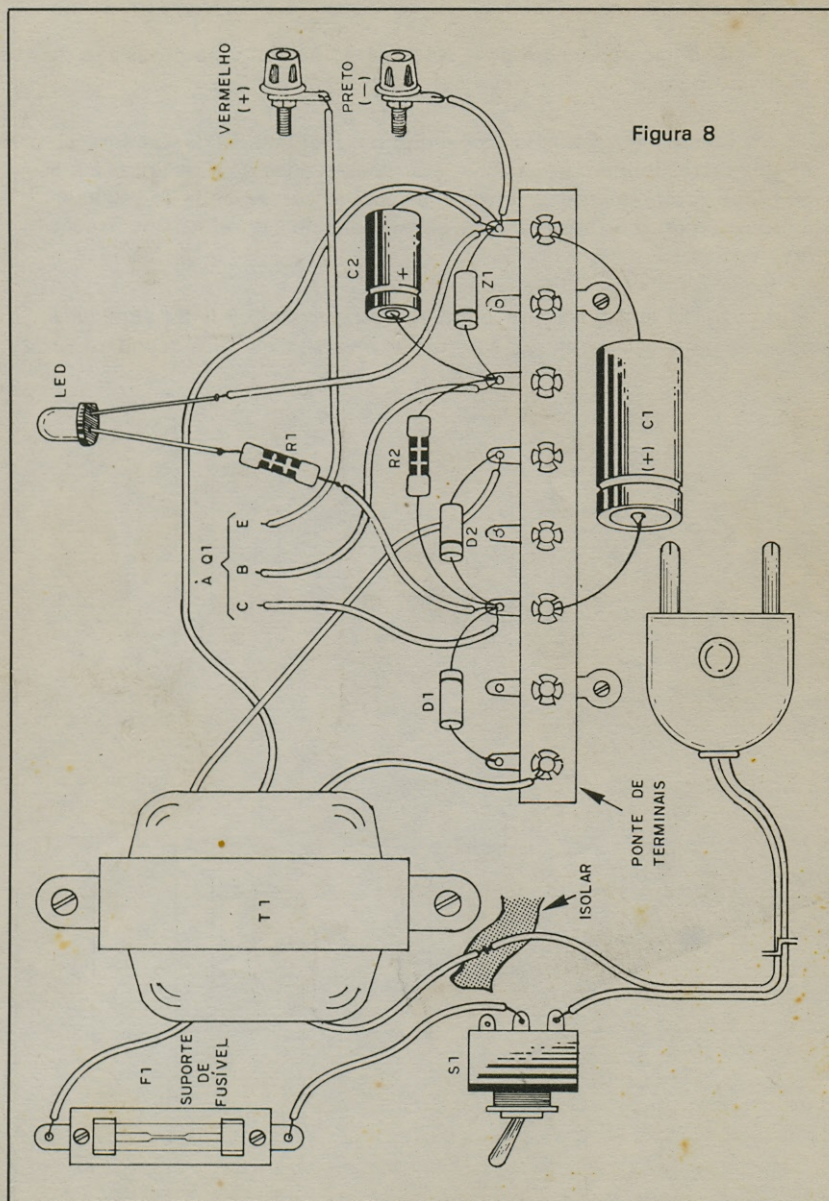 Figura 8
VERMELHO
(+)
PRETO
(—)
LED
C2
+
Z1
R1
R2
À Q1
C
B
E
D2
D1
(+) C1
PONTE DE
TERMINAIS
T1
ISOLAR
F1
SUPORTE
DE
FUSÍVEL
S1